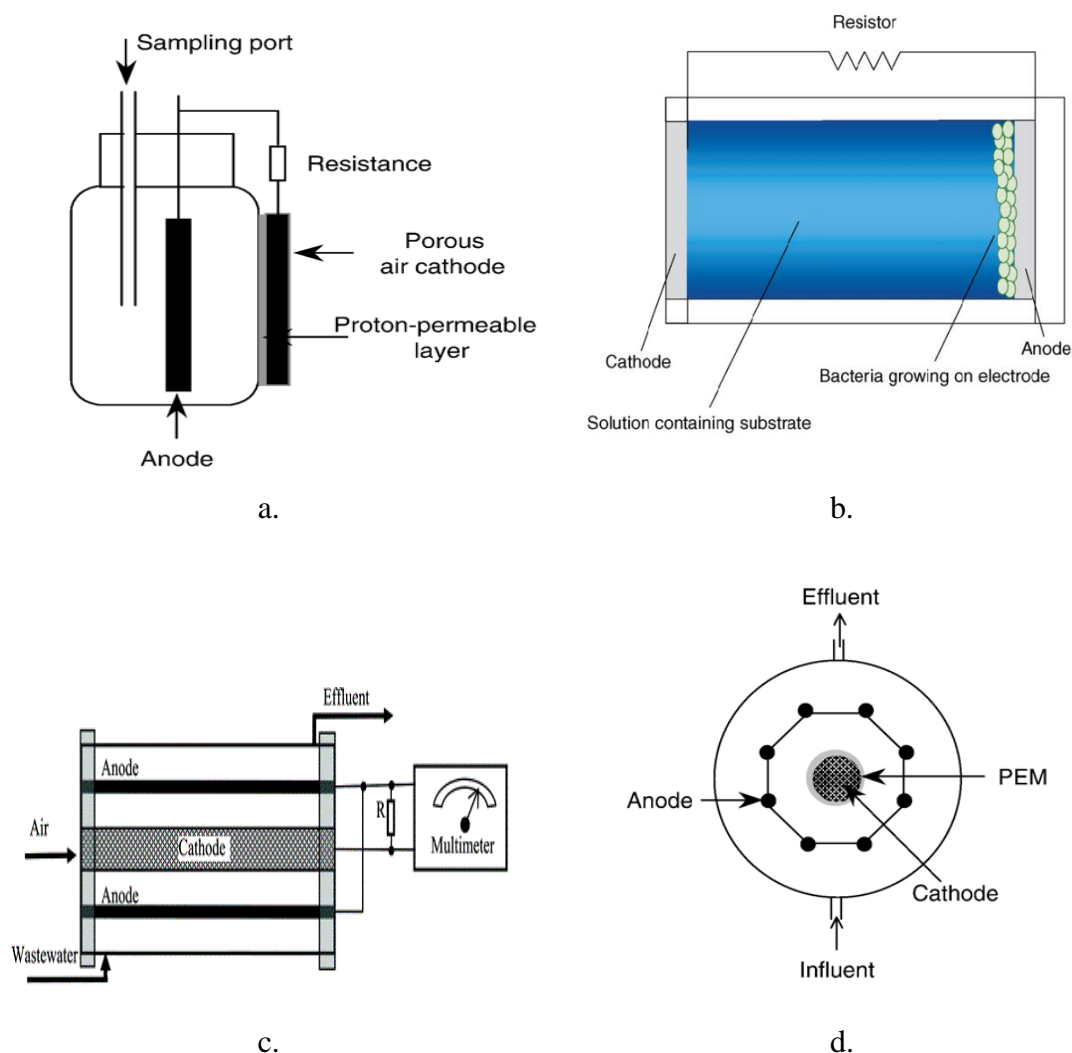 Sampling port
Resistance
Porous
air cathode
Proton-permeable
layer
Anode
a.
Resistor
Cathode
Anode
Bacteria growing on electrode
Solution containing substrate
b.
Effluent
Anode
Air
Cathode
R
Multimeter
Anode
Wastewater
c.
Effluent
Anode
PEM
Cathode
Influent
d.